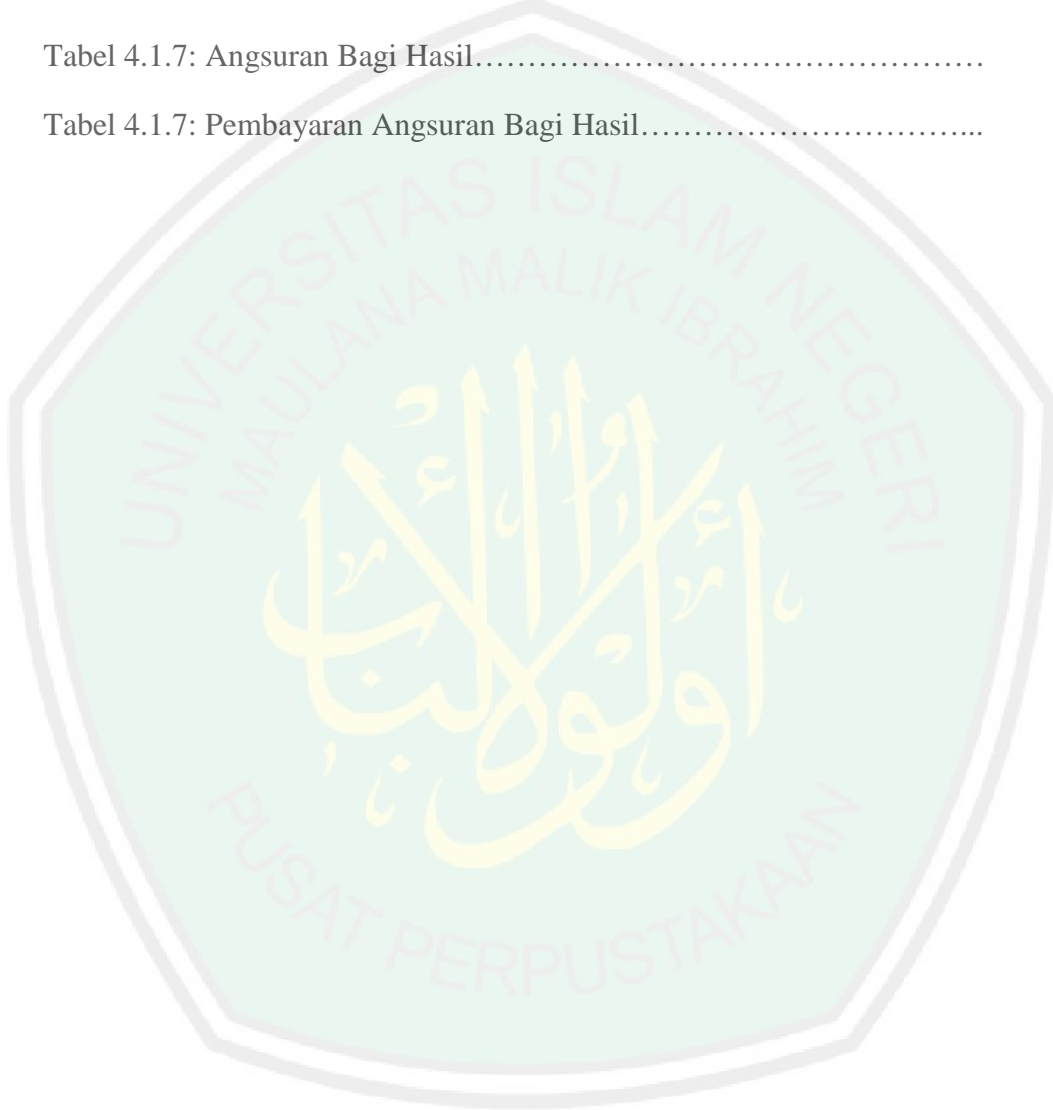 Tabel 4.1.7: Angsuran Bagi Hasil…………………………………………
Tabel 4.1.7: Pembayaran Angsuran Bagi Hasil…………………………...
UNIVERSITAS ISLAM NEGERI
MAULANA MALIK IBRAHIM
أولوا الألباب
PUSAT PERPUSTAKAAN